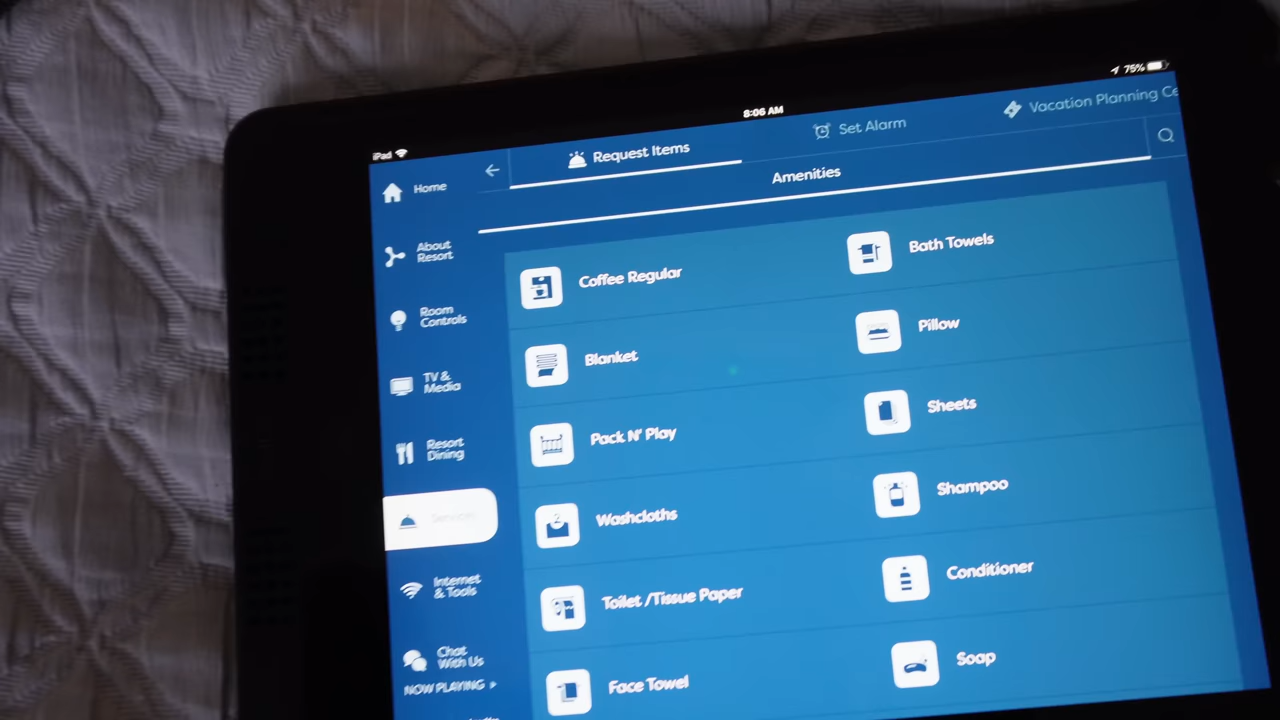 iPad
8:06 AM
75%
Request Items
Set Alarm
Vacation Planning Ce
Amenities
Home
About
Resort
Room
Controls
TV &
Media
Resort
Dining
Services
Internet
& Tools
Chat
With Us
NOW PLAYING
Coffee Regular
Bath Towels
Blanket
Pillow
Pack N' Play
Sheets
Washcloths
Shampoo
Toilet /Tissue Paper
Conditioner
Face Towel
Soap